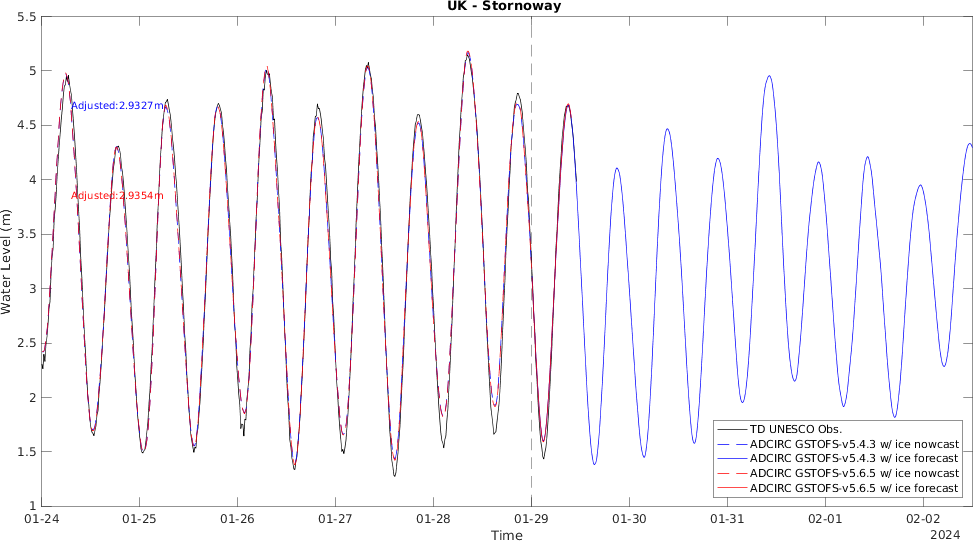 UK - Stornoway
5.5
5
4.5
4
3.5
3
2.5
2
1.5
1
Water Level (m)
Adjusted:2.9327m
Adjusted:2.9354m
TD UNESCO Obs.
ADCIRC GSTOFS-v5.4.3 w/ ice nowcast
ADCIRC GSTOFS-v5.4.3 w/ ice forecast
ADCIRC GSTOFS-v5.6.5 w/ ice nowcast
ADCIRC GSTOFS-v5.6.5 w/ ice forecast
01-24 01-25 01-26 01-27 01-28 01-29 01-30 01-31 02-01 02-02
Time
2024